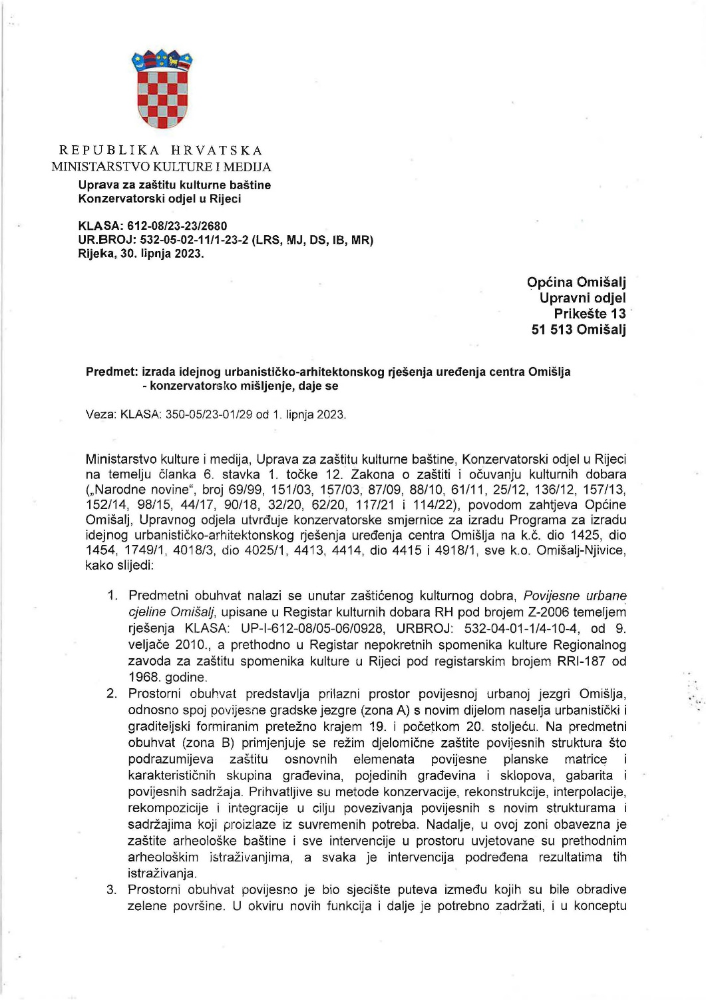 REPUBLIKA HRVATSKA
MINISTARSTVO KULTURE I MEDIJA
Uprava za zaštitu kulturne baštine
Konzervatorski odjel u Rijeci
KLASA: 612-08/23-23/2680
UR.BROJ: 532-05-02-11/1-23-2 (LRS, MJ, DS, IB, MR)
Rijeka, 30. lipnja 2023.
Općina Omišalj
Upravni odjel
Prikešte 13
51 513 Omišalj
Predmet: izrada idejnog urbanističko-arhitektonskog rješenja uređenja centra Omišlja
- konzervatorsko mišljenje, daje se
Veza: KLASA: 350-05/23-01/29 od 1. lipnja 2023.
Ministarstvo kulture i medija, Uprava za zaštitu kulturne baštine, Konzervatorski odjel u Rijeci
na temelju članka 6. stavka 1. točke 12. Zakona o zaštiti i očuvanju kulturnih dobara
(„Narodne novine“, broj 69/99, 151/03, 157/03, 87/09, 88/10, 61/11, 25/12, 136/12, 157/13,
152/14, 98/15, 44/17, 90/18, 32/20, 62/20, 117/21 i 114/22), povodom zahtjeva Općine
Omišalj, Upravnog odjela utvrđuje konzervatorske smjernice za izradu Programa za izradu
idejnog urbanističko-arhitektonskog rješenja uređenja centra Omišlja na k.č. dio 1425, dio
1454, 1749/1, 4018/3, dio 4025/1, 4413, 4414, dio 4415 i 4918/1, sve k.o. Omišalj-Njivice,
kako slijedi:
1. Predmetni obuhvat nalazi se unutar zaštićenog kulturnog dobra, Povijesne urbane
cjeline Omišalj, upisane u Registar kulturnih dobara RH pod brojem Z-2006 temeljem
rješenja KLASA: UP-I-612-08/05-06/0928, URBROJ: 532-04-01-1/4-10-4, od 9.
veljače 2010., a prethodno u Registar nepokretnih spomenika kulture Regionalnog
zavoda za zaštitu spomenika kulture u Rijeci pod registarskim brojem RRI-187 od
1968. godine.
2. Prostorni obuhvat predstavlja prilazni prostor povijesnoj urbanoj jezgri Omišlja,
odnosno spoj povijesne gradske jezgre (zona A) s novim dijelom naselja urbanistički i
graditeljski formiranim pretežno krajem 19. i početkom 20. stoljeću. Na predmetni
obuhvat (zona B) primjenjuje se režim djelomične zaštite povijesnih struktura što
podrazumijeva zaštitu osnovnih elemenata povijesne planske matrice i
karakterističnih skupina građevina, pojedinih građevina i sklopova, gabarita i
povijesnih sadržaja. Prihvatljive su metode konzervacije, rekonstrukcije, interpolacije,
rekompozicije i integracije u cilju povezivanja povijesnih s novim strukturama i
sadržajima koji proizlaze iz suvremenih potreba. Nadalje, u ovoj zoni obavezna je
zaštite arheološke baštine i sve intervencije u prostoru uvjetovane su prethodnim
arheološkim istraživanjima, a svaka je intervencija podređena rezultatima tih
istraživanja.
3. Prostorni obuhvat povijesno je bio sjecište puteva između kojih su bile obradive
zelene površine. U okviru novih funkcija i dalje je potrebno zadržati, i u konceptu